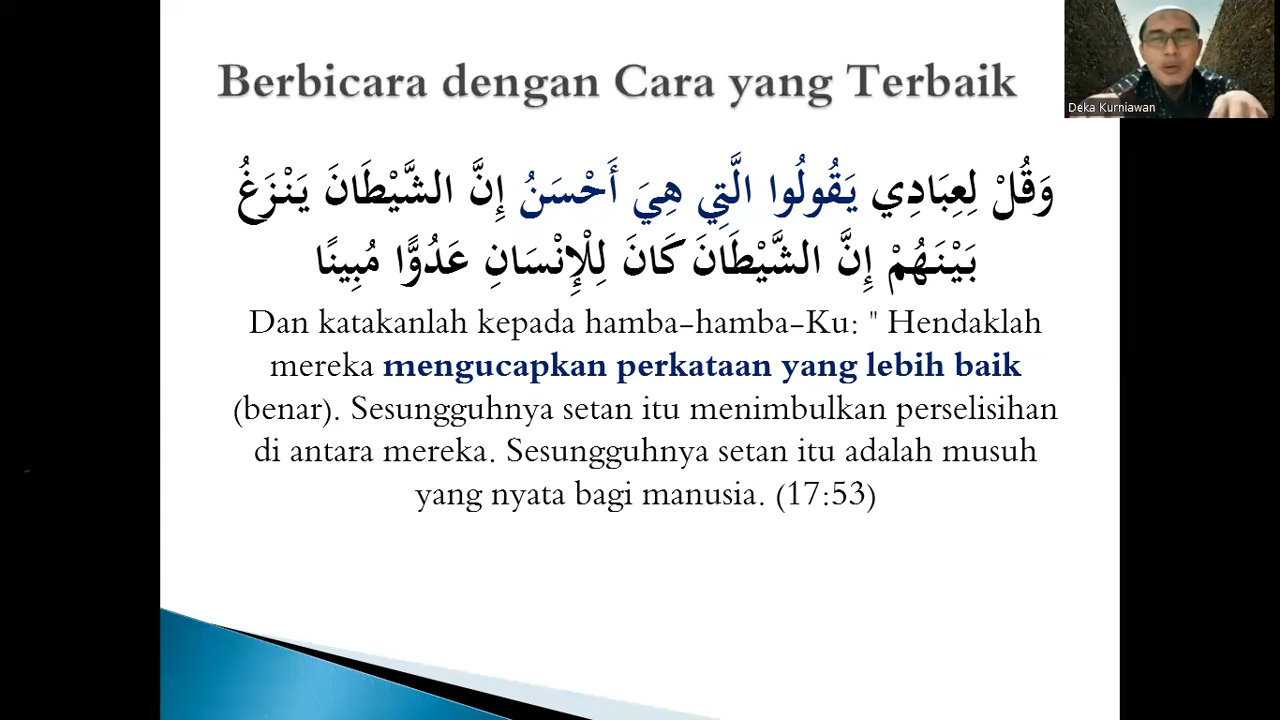 Berbicara dengan Cara yang Terbaik
Deka Kurniawan
وَقُلْ لِعِبَادِي يَقُولُوا الَّتِي هِيَ أَحْسَنُ إِنَّ الشَّيْطَانَ يَنْزَغُ
بَيْنَهُمْ إِنَّ الشَّيْطَانَ كَانَ لِلْإِنْسَانِ عَدُوًّا مُبِينًا
Dan katakanlah kepada hamba-hamba-Ku: " Hendaklah
mereka mengucapkan perkataan yang lebih baik
(benar). Sesungguhnya setan itu menimbulkan perselisihan
di antara mereka. Sesungguhnya setan itu adalah musuh
yang nyata bagi manusia. (17:53)